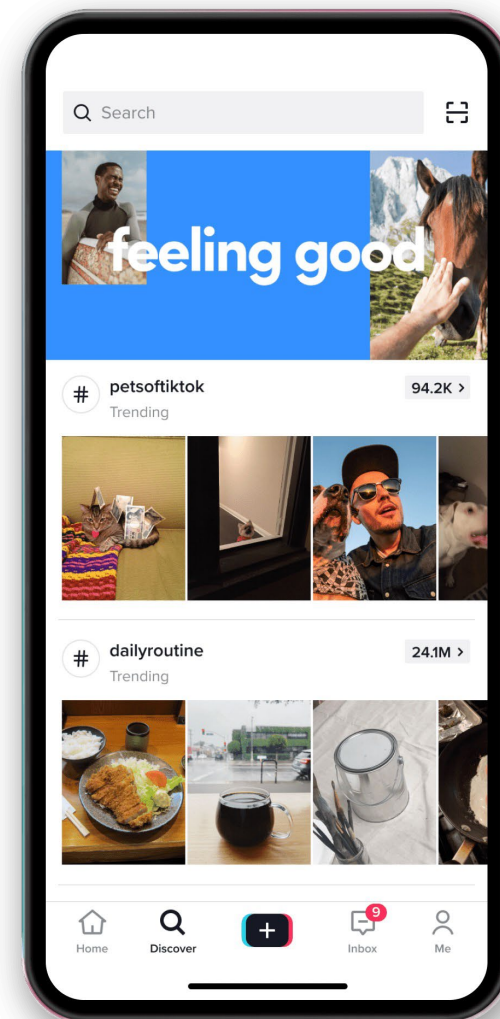 Search
feeling good
petsoftiktok
94.2K >
Trending
dailyroutine
24.1M >
Trending
9
Home
Discover
Inbox
Me